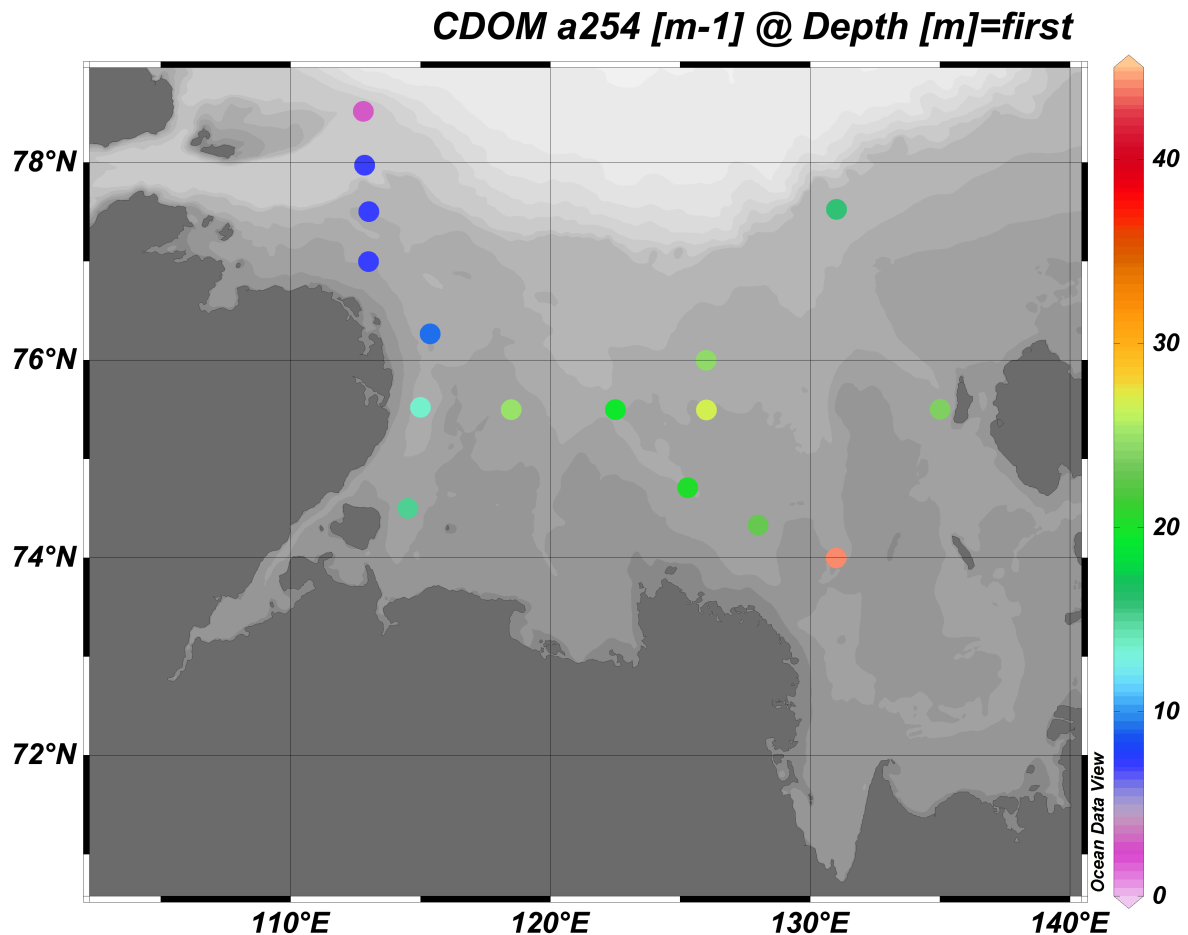 CDOM a254 [m-1] @ Depth [m]=first
78°N
76°N
74°N
72°N
110°E
120°E
130°E
140°E
Ocean Data View
40
30
20
10
0